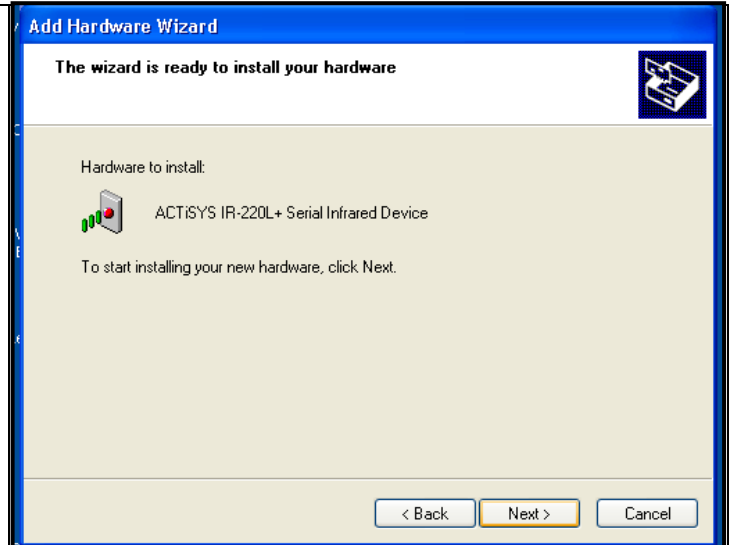 Add Hardware Wizard
The wizard is ready to install your hardware
Hardware to install:
ACTiSYS IR-220L+ Serial Infrared Device
To start installing your new hardware, click Next.
< Back Next > Cancel